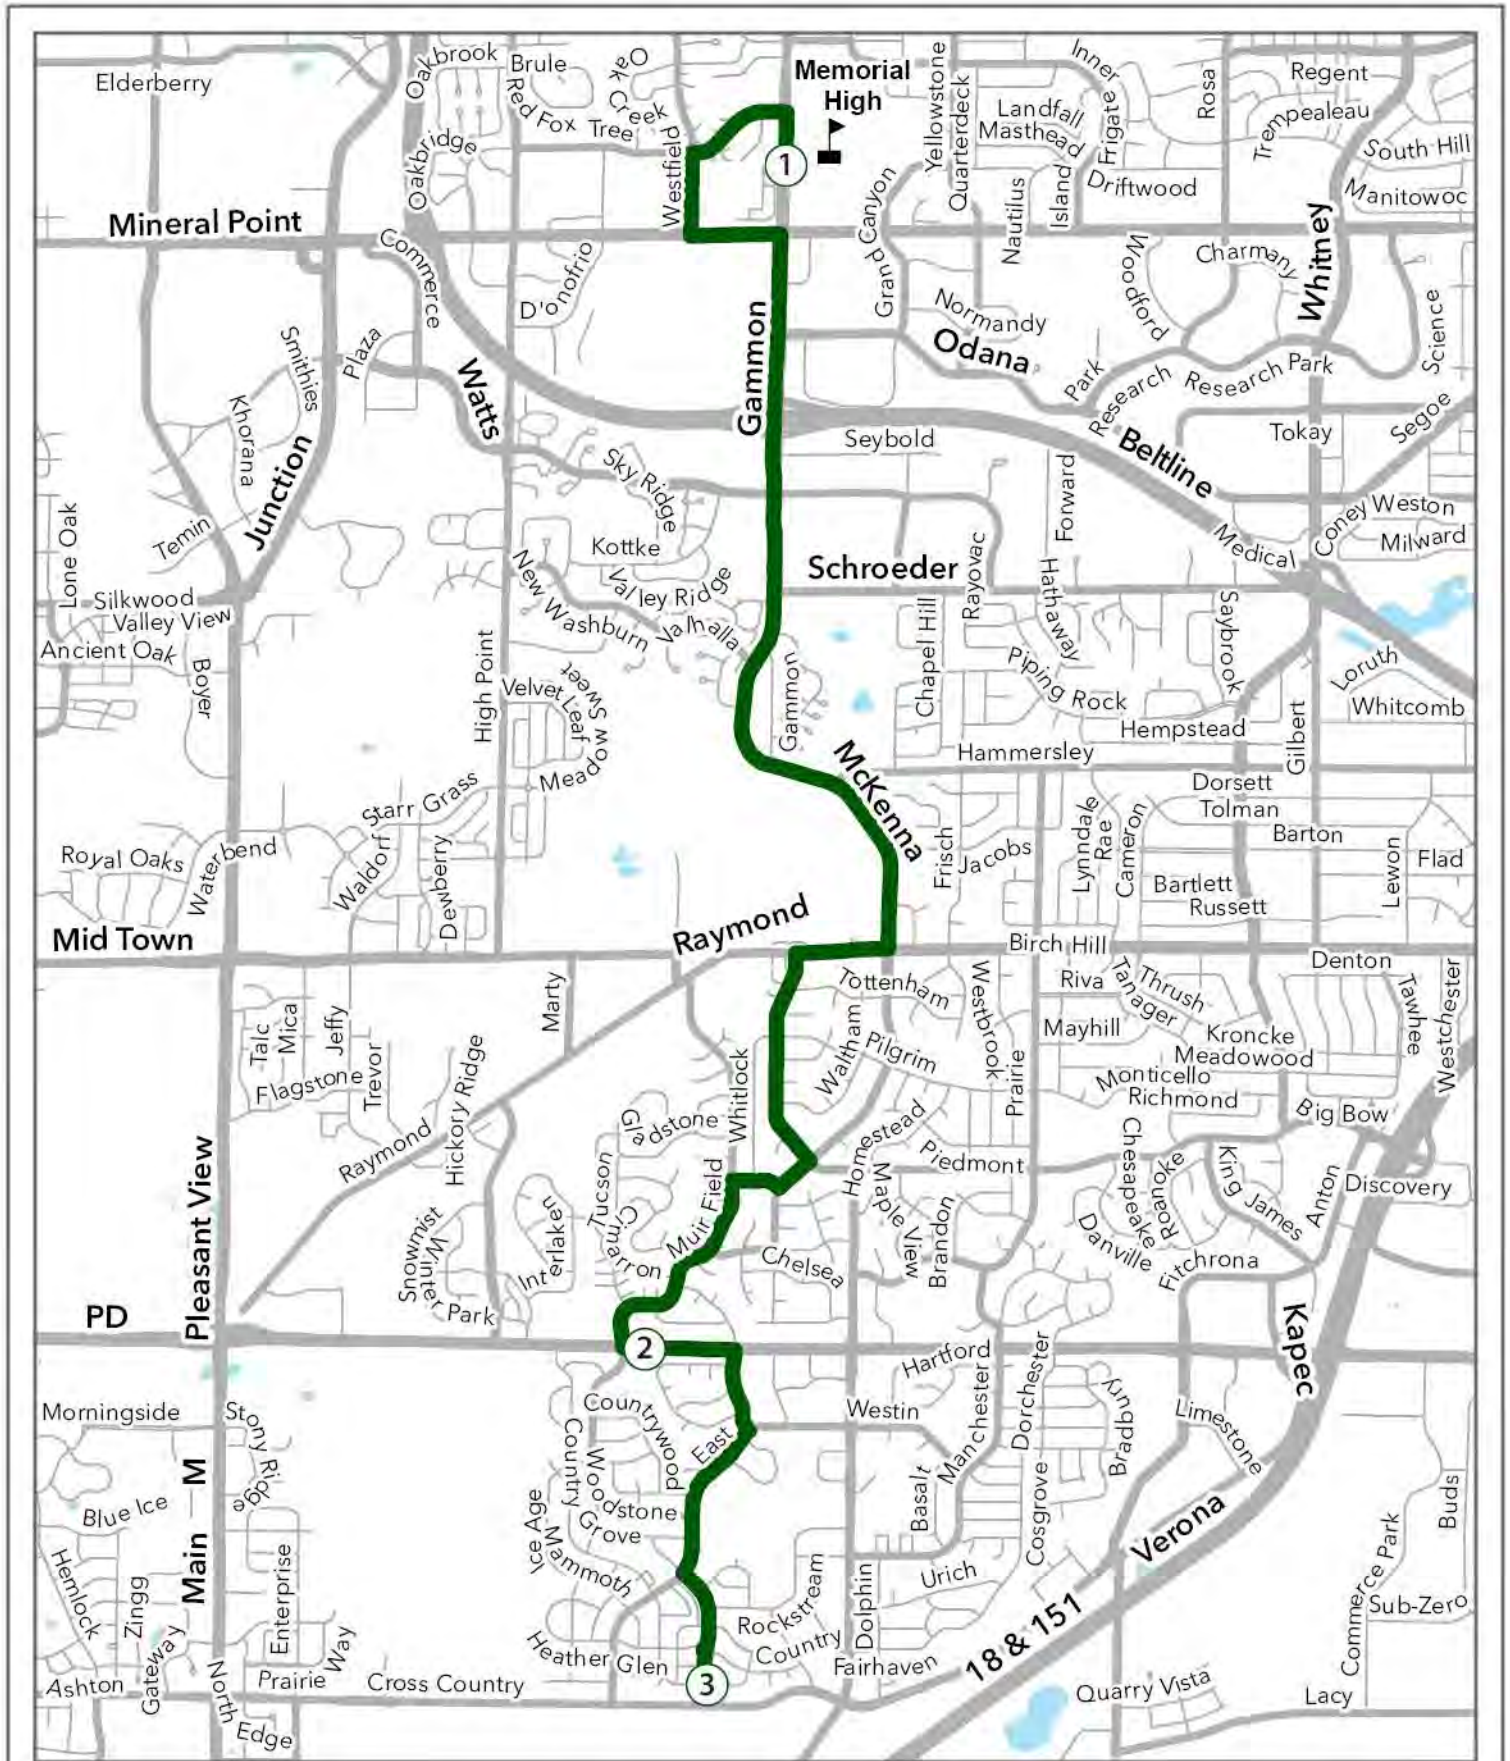 Elderberry
Oakbrook
Brule
Oak Creek
Red Fox
Tree
Memorial
High
Yellowstone
Quarterdeck
Inner
Landfall
Masthead
Frigate
Rosa
Regent
Trempealeau
South Hill
Manitowoc
Oakbridge
Westfield
1
Driftwood
Island
Nautilus
Grand Canyon
Mineral Point
Commerce
D'onofrio
Woodford
Charmany
Whitney
Science
Normandy
Odana
Gammon
Smithies
Plaza
Watts
Park
Research
Research Park
Khorana
Junction
Seybold
Beltline
Tokay
Segoe
Sky Ridge
Temin
Lone Oak
Kottke
Forward
Coney Weston
Milward
Medical
Schroeder
Rayovac
Hathaway
Silkwood
Valley View
Ancient Oak
Boyer
New Washburn
Valley Ridge
Valhalla
Gammon
Chapel Hill
Piping Rock
Saybrook
Loruth
Whitcomb
High Point
Velvet Leaf
Sweet
Meadow
Hempstead
Gilbert
Hammersley
McKenna
Dorsett
Tolman
Barton
Starr Grass
Royal Oaks
Waterbend
Waldorf
Dewberry
Frisch
Jacobs
Lynndale
Rae
Cameron
Lewon
Flad
Bartlett
Russett
Mid Town
Raymond
Birch Hill
Denton
Talc
Mica
Jeffy
Marty
Tottenham
Westbrook
Riva
Tanager
Thrush
Tawhee
Westchester
Mayhill
Kroncke
Meadowood
Flagstone
Trevor
Hickory Ridge
Whitlock
Waltham
Pilgrim
Prairie
Monticello
Richmond
Big Bow
Raymond
Gladstone
Homestead
Piedmont
Chesapeake
Roanoke
King James
Anton
Discovery
Pleasant View
Tucson
Cimarron
Muir Field
Interlaken
Snowmist
Winter Park
Maple View
Brandon
Chelsea
Danville
Fitchrona
PD
2
Kapec
Hartford
Manchester
Dorchester
Bradbury
Limestone
Morningside
Stony Ridge
Countrywood
East
Westin
Main
M
Blue Ice
Country Grove
Woodstone
Ice Age
Mammoth
Basalt
Cosgrove
Verona
Buds
Hemlock
Zingg
Enterprise
Rockstream
Dolphin
Urich
Commerce Park
Sub-Zero
Gateway
Way
Prairie
Heather Glen
Country
Fairhaven
18 & 151
Ashton
North Edge
Cross Country
3
Quarry Vista
Lacy